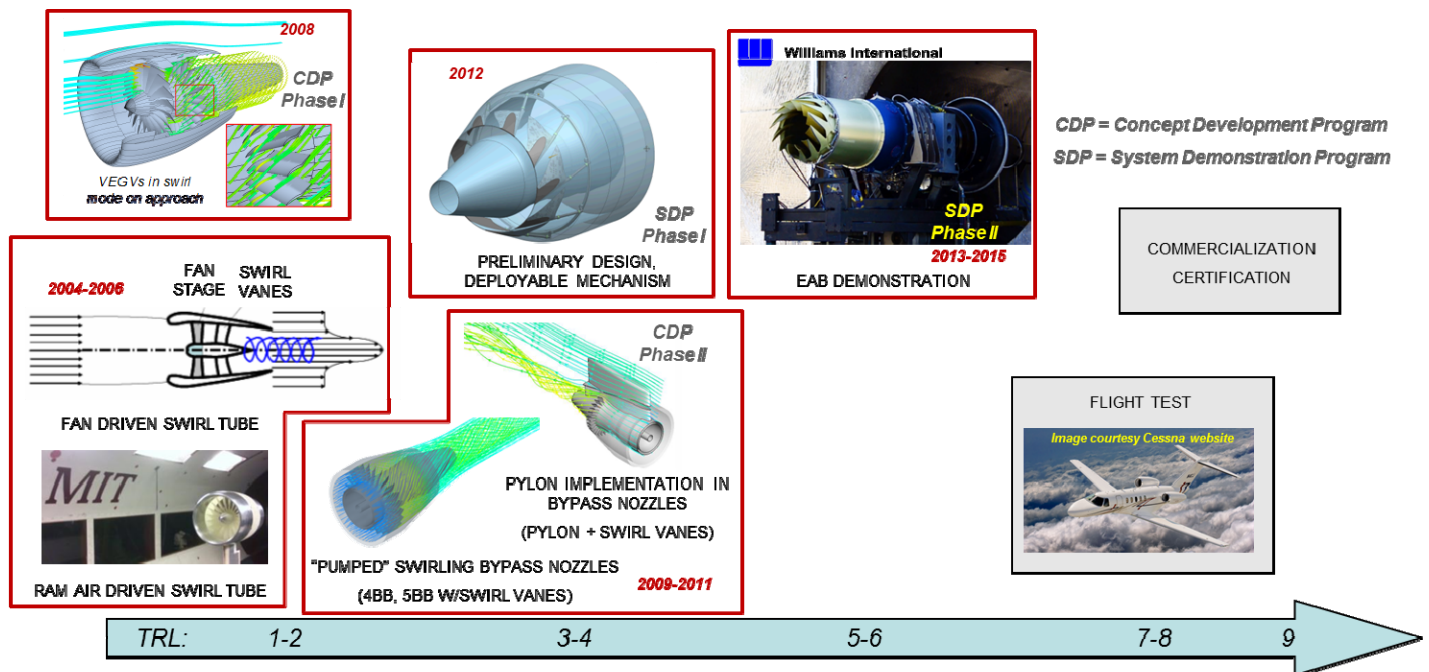 2008
CDP
Phase I
VEGVs in swirl
mode on approach
2012
SDP
Phase I
PRELIMINARY DESIGN,
DEPLOYABLE MECHANISM
Williams International
SDP
Phase II
2013-2015
EAB DEMONSTRATION
CDP = Concept Development Program
SDP = System Demonstration Program
COMMERCIALIZATION
CERTIFICATION
2004-2006
FAN
STAGE
SWIRL
VANES
FAN DRIVEN SWIRL TUBE
MIT
RAM AIR DRIVEN SWIRL TUBE
CDP
Phase II
PYLON IMPLEMENTATION IN
BYPASS NOZZLES
(PYLON + SWIRL VANES)
"PUMPED" SWIRLING BYPASS NOZZLES
(4BB, 5BB W/SWIRL VANES)
2009-2011
FLIGHT TEST
Image courtesy Cessna website
TRL: 1-2 3-4 5-6 7-8 9